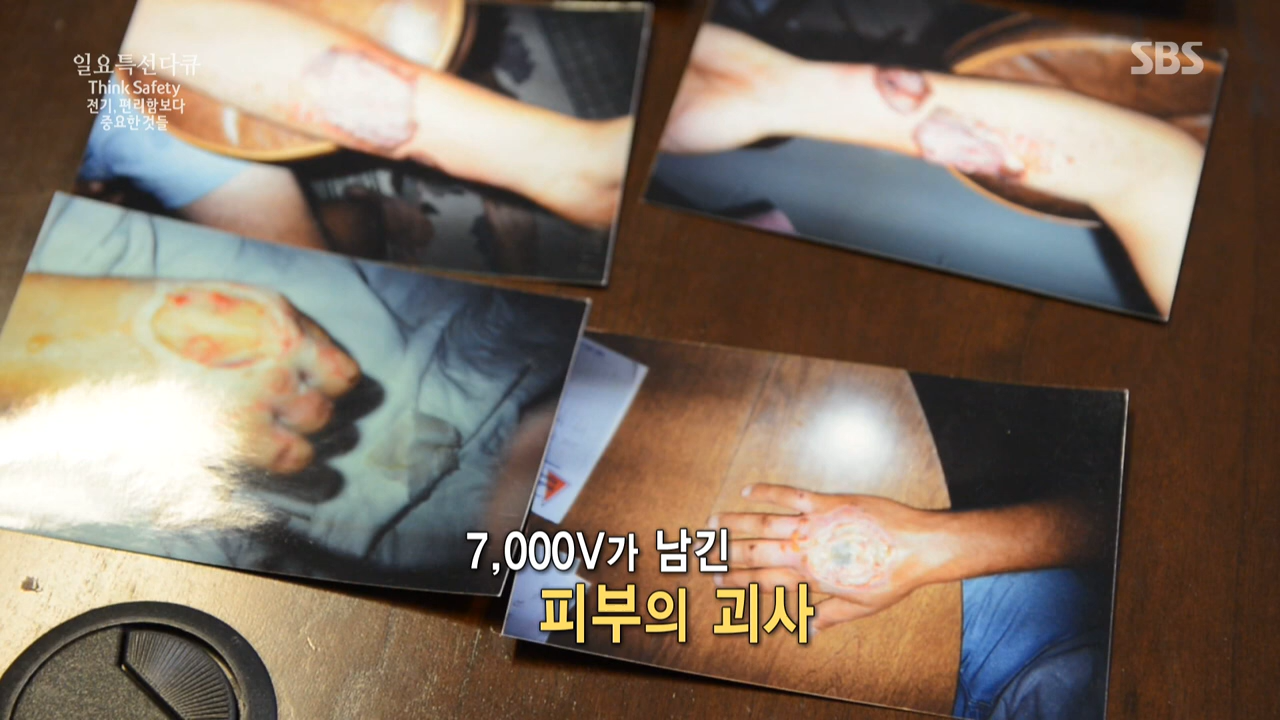 일요특선다큐
Think Safety
전기, 편리함보다
중요한 것들
SBS
7,000V가 남긴
피부의 괴사